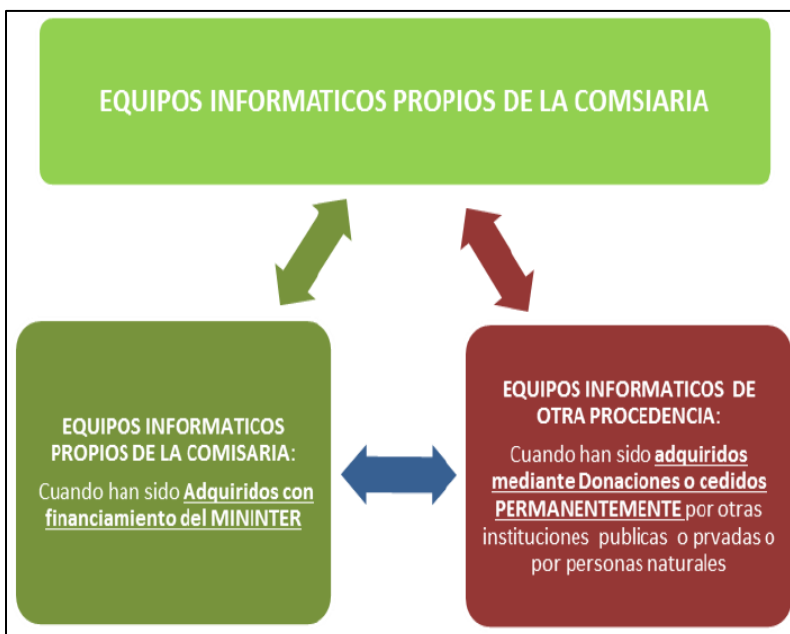 EQUIPOS INFORMATICOS PROPIOS DE LA COMSIARIA
EQUIPOS INFORMATICOS
PROPIOS DE LA COMISARIA:
Cuando han sido Adquiridos con
financiamiento del MININTER
EQUIPOS INFORMATICOS DE
OTRA PROCEDENCIA:
Cuando han sido adquiridos
mediante Donaciones o cedidos
PERMANENTEMENTE por otras
instituciones publicas o prvadas o
por personas naturales